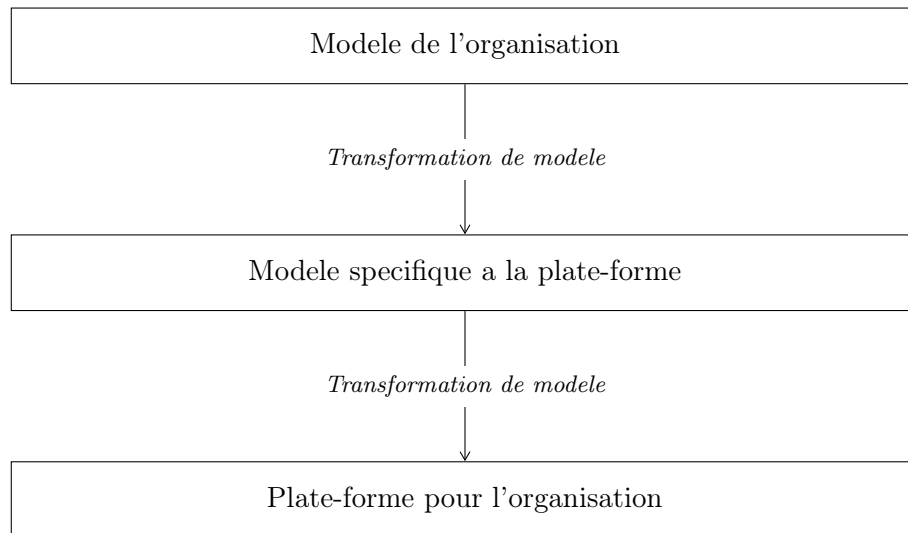 Modele de l'organisation
Transformation de modele
Modele specifique a la plate-forme
Transformation de modele
Plate-forme pour l'organisation